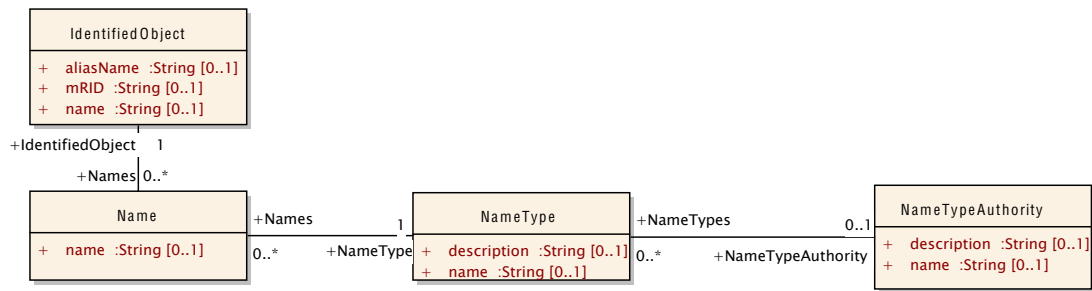 IdentifiedObject
+ aliasName :String [0..1]
+ mRID :String [0..1]
+ name :String [0..1]
+IdentifiedObject 1
+Names 0..*
Name
+ name :String [0..1]
+Names 1
0..* +NameType
NameType
+ description :String [0..1]
+ name :String [0..1]
+NameTypes 0..1
0..* +NameTypeAuthority
NameTypeAuthority
+ description :String [0..1]
+ name :String [0..1]